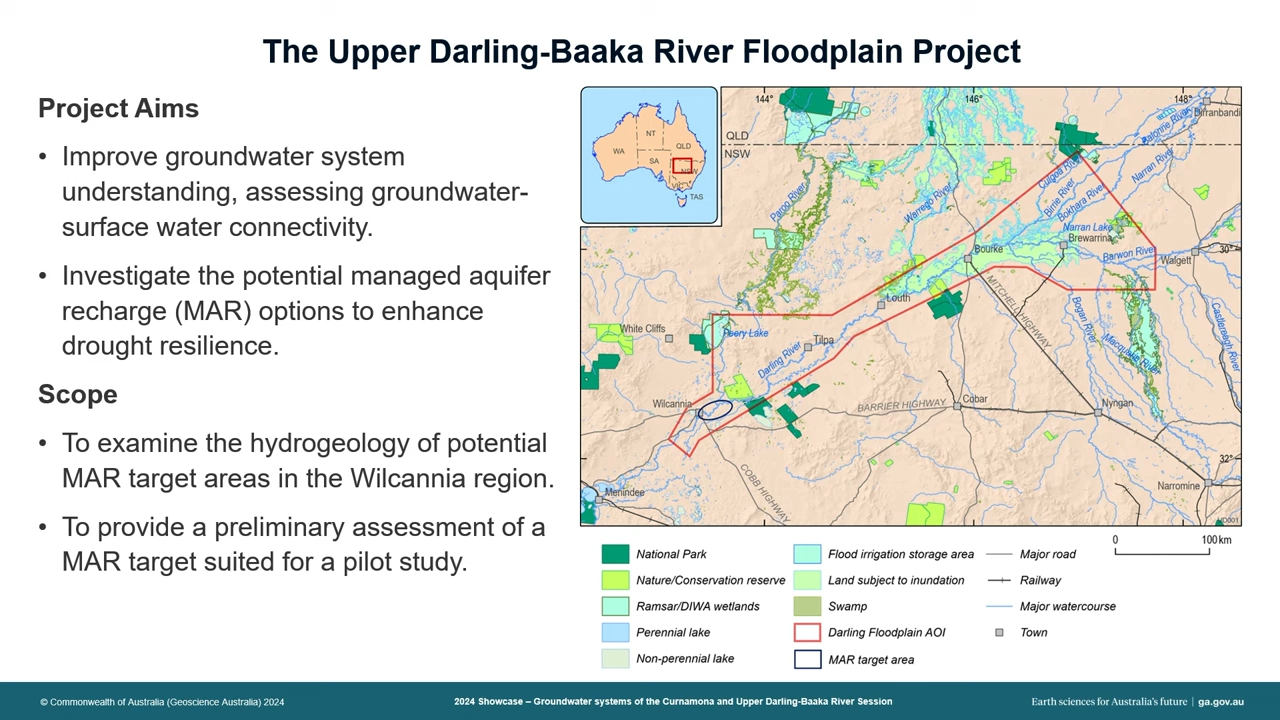 The Upper Darling-Baaka River Floodplain Project
Project Aims
• Improve groundwater system
understanding, assessing groundwater-
surface water connectivity.
• Investigate the potential managed aquifer
recharge (MAR) options to enhance
drought resilience.
Scope
• To examine the hydrogeology of potential
MAR target areas in the Wilcannia region.
• To provide a preliminary assessment of a
MAR target suited for a pilot study.
WA
NT
SA
QLD
NSW
VIC
TAS
144°
146°
148°
QLD
NSW
Dirranbandi
Balonne River
Narran River
Culgoa River
Birrie River
Bokhara River
Paroo River
Warrego River
Narran Lake
Bourke
Brewarrina
30°
Barwon River
Walgett
MITCHELL HIGHWAY
Louth
Bogan River
Castlereagh River
White Cliffs
Peery Lake
Tilpa
Macquarie River
Darling River
Wilcannia
BARRIER HIGHWAY
Cobar
Nyngan
32°
COBB HIGHWAY
Menindee
Narromine
0
100 km
National Park
Nature/Conservation reserve
Ramsar/DIWA wetlands
Perennial lake
Non-perennial lake
Flood irrigation storage area
Land subject to inundation
Swamp
Darling Floodplain AOI
MAR target area
Major road
Railway
Major watercourse
Town
© Commonwealth of Australia (Geoscience Australia) 2024
2024 Showcase – Groundwater systems of the Curnamona and Upper Darling-Baaka River Session
Earth sciences for Australia's future | ga.gov.au